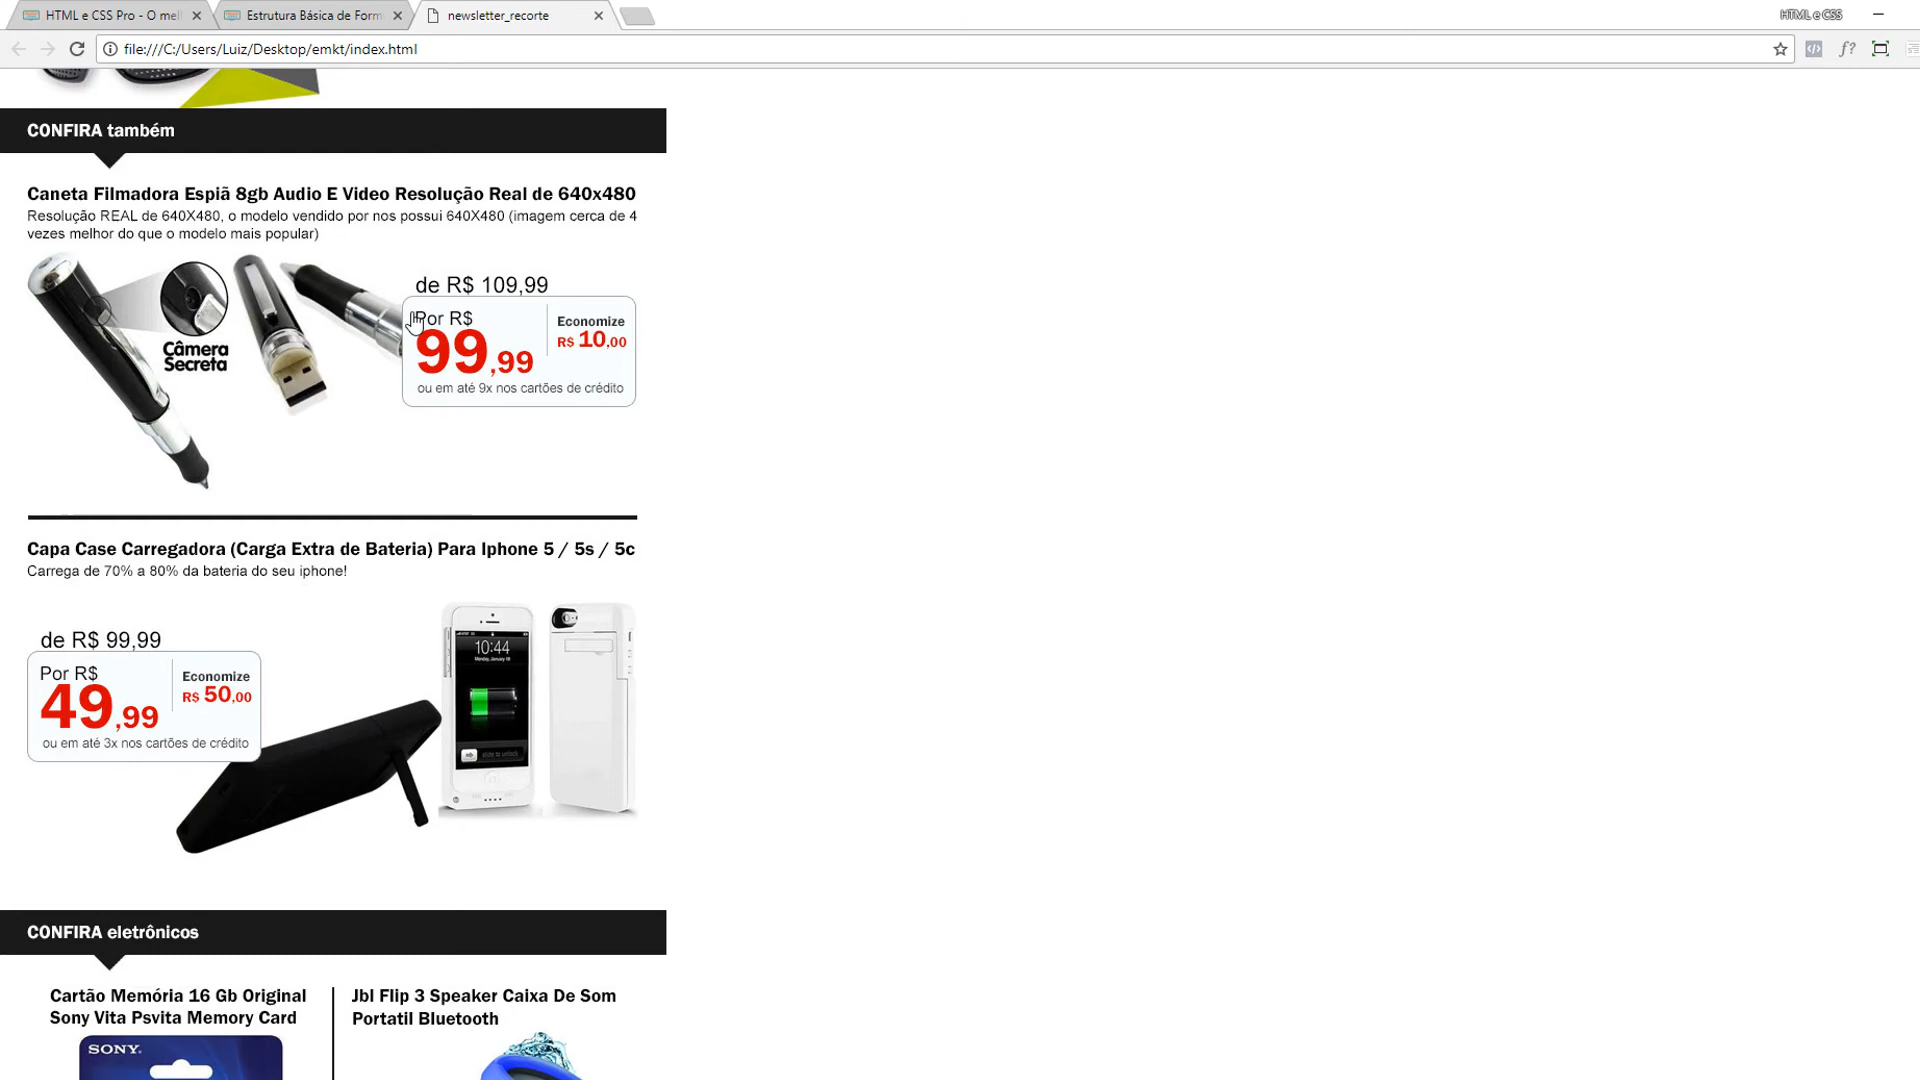 HTML e CSS Pro - O mel
Estrutura Básica de Form
newsletter_recorte
HTML e CSS
file:///C:/Users/Luiz/Desktop/emkt/index.html
f?
CONFIRA também
Caneta Filmadora Espiã 8gb Audio E Video Resolução Real de 640x480
Resolução REAL de 640X480, o modelo vendido por nos possui 640X480 (imagem cerca de 4
vezes melhor do que o modelo mais popular)
Câmera
Secreta
de R$ 109,99
Por R$
99,99
Economize
R$ 10,00
ou em até 9x nos cartões de crédito
Capa Case Carregadora (Carga Extra de Bateria) Para Iphone 5 / 5s / 5c
Carrega de 70% a 80% da bateria do seu iphone!
de R$ 99,99
Por R$
49,99
Economize
R$ 50,00
ou em até 3x nos cartões de crédito
10:44
Monday, January 18
slide to unlock
CONFIRA eletrônicos
Cartão Memória 16 Gb Original
Sony Vita Psvita Memory Card
SONY
Jbl Flip 3 Speaker Caixa De Som
Portatil Bluetooth